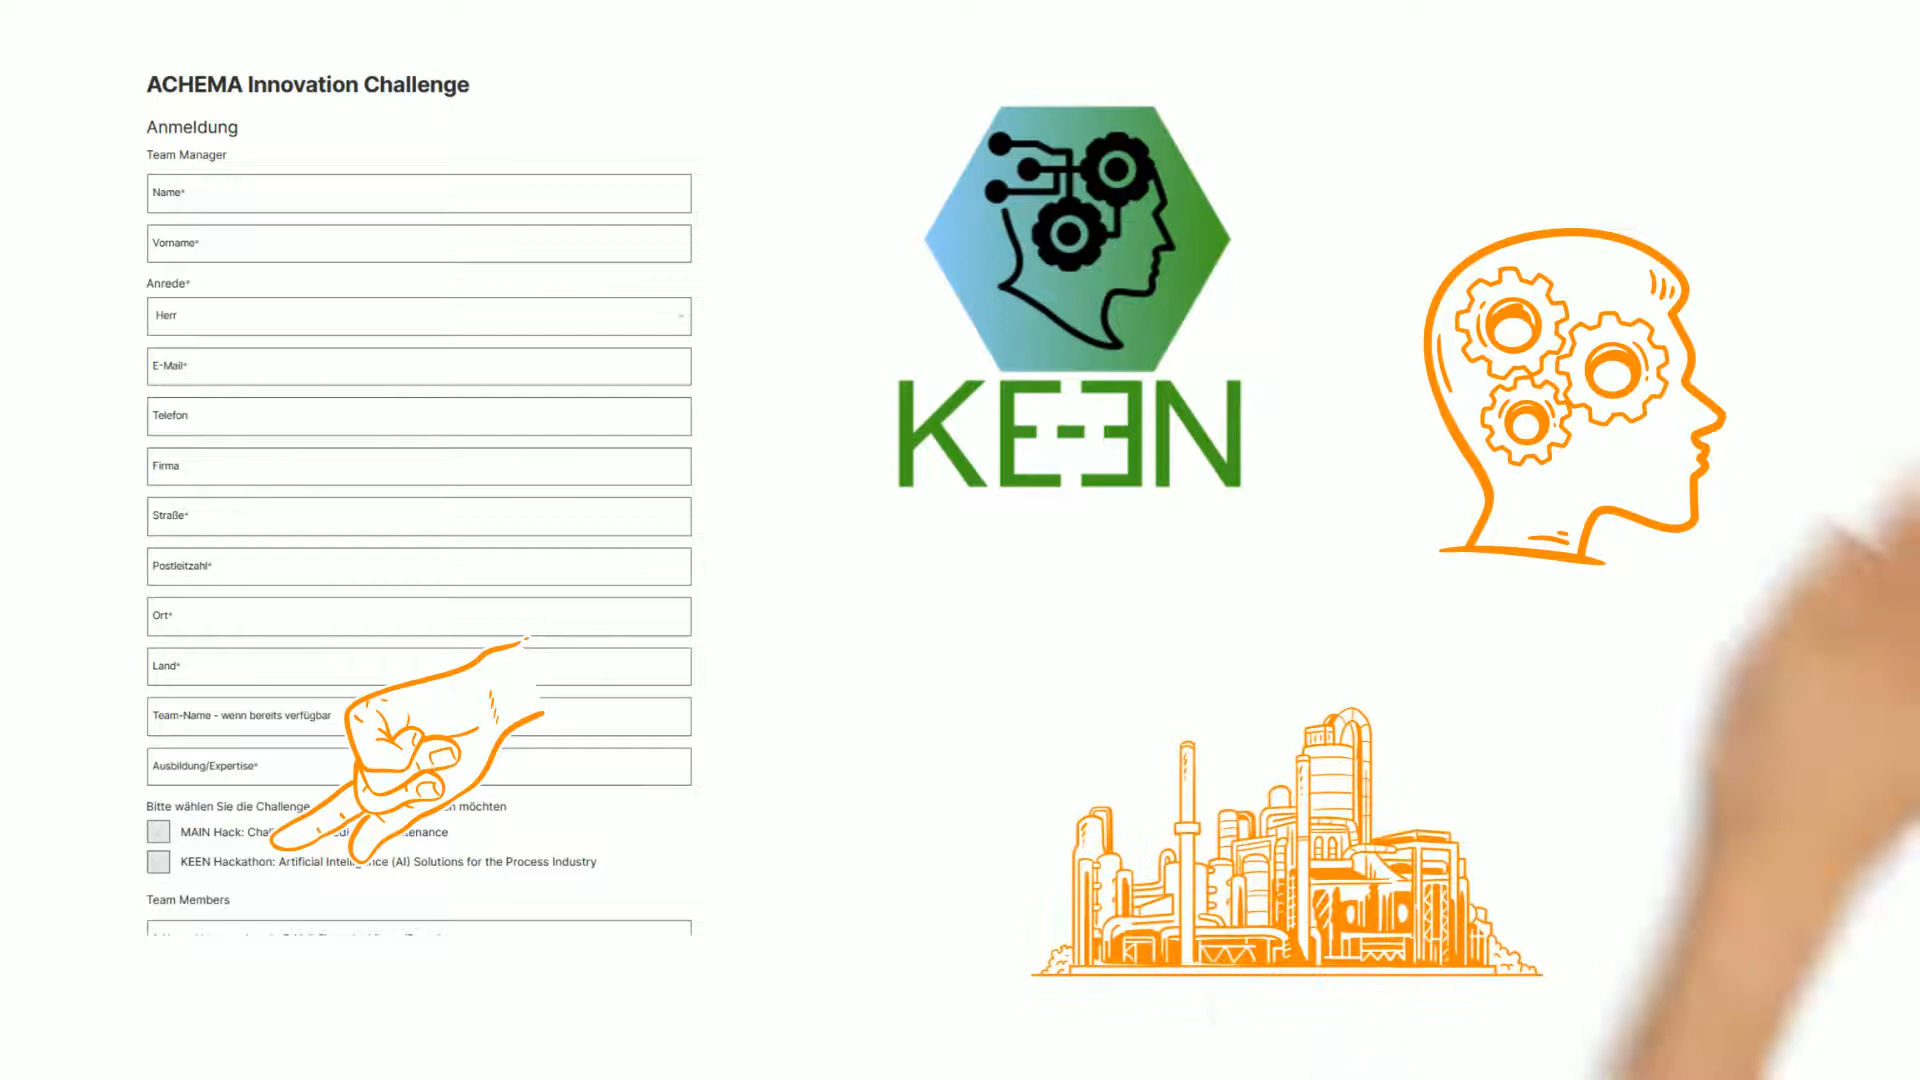 ACHEMA Innovation Challenge
Anmeldung
Team Manager
Name*
Vorname*
Anrede*
Herr
E-Mail*
Telefon
Firma
Straße*
Postleitzahl*
Ort*
Land*
Team-Name - wenn bereits verfügbar
Ausbildung/Expertise*
Bitte wählen Sie die Challenge möchten
MAIN Hack:
KEEN Hackathon: Artificial Intelligence (AI) Solutions for the Process Industry
Team Members
KEEN